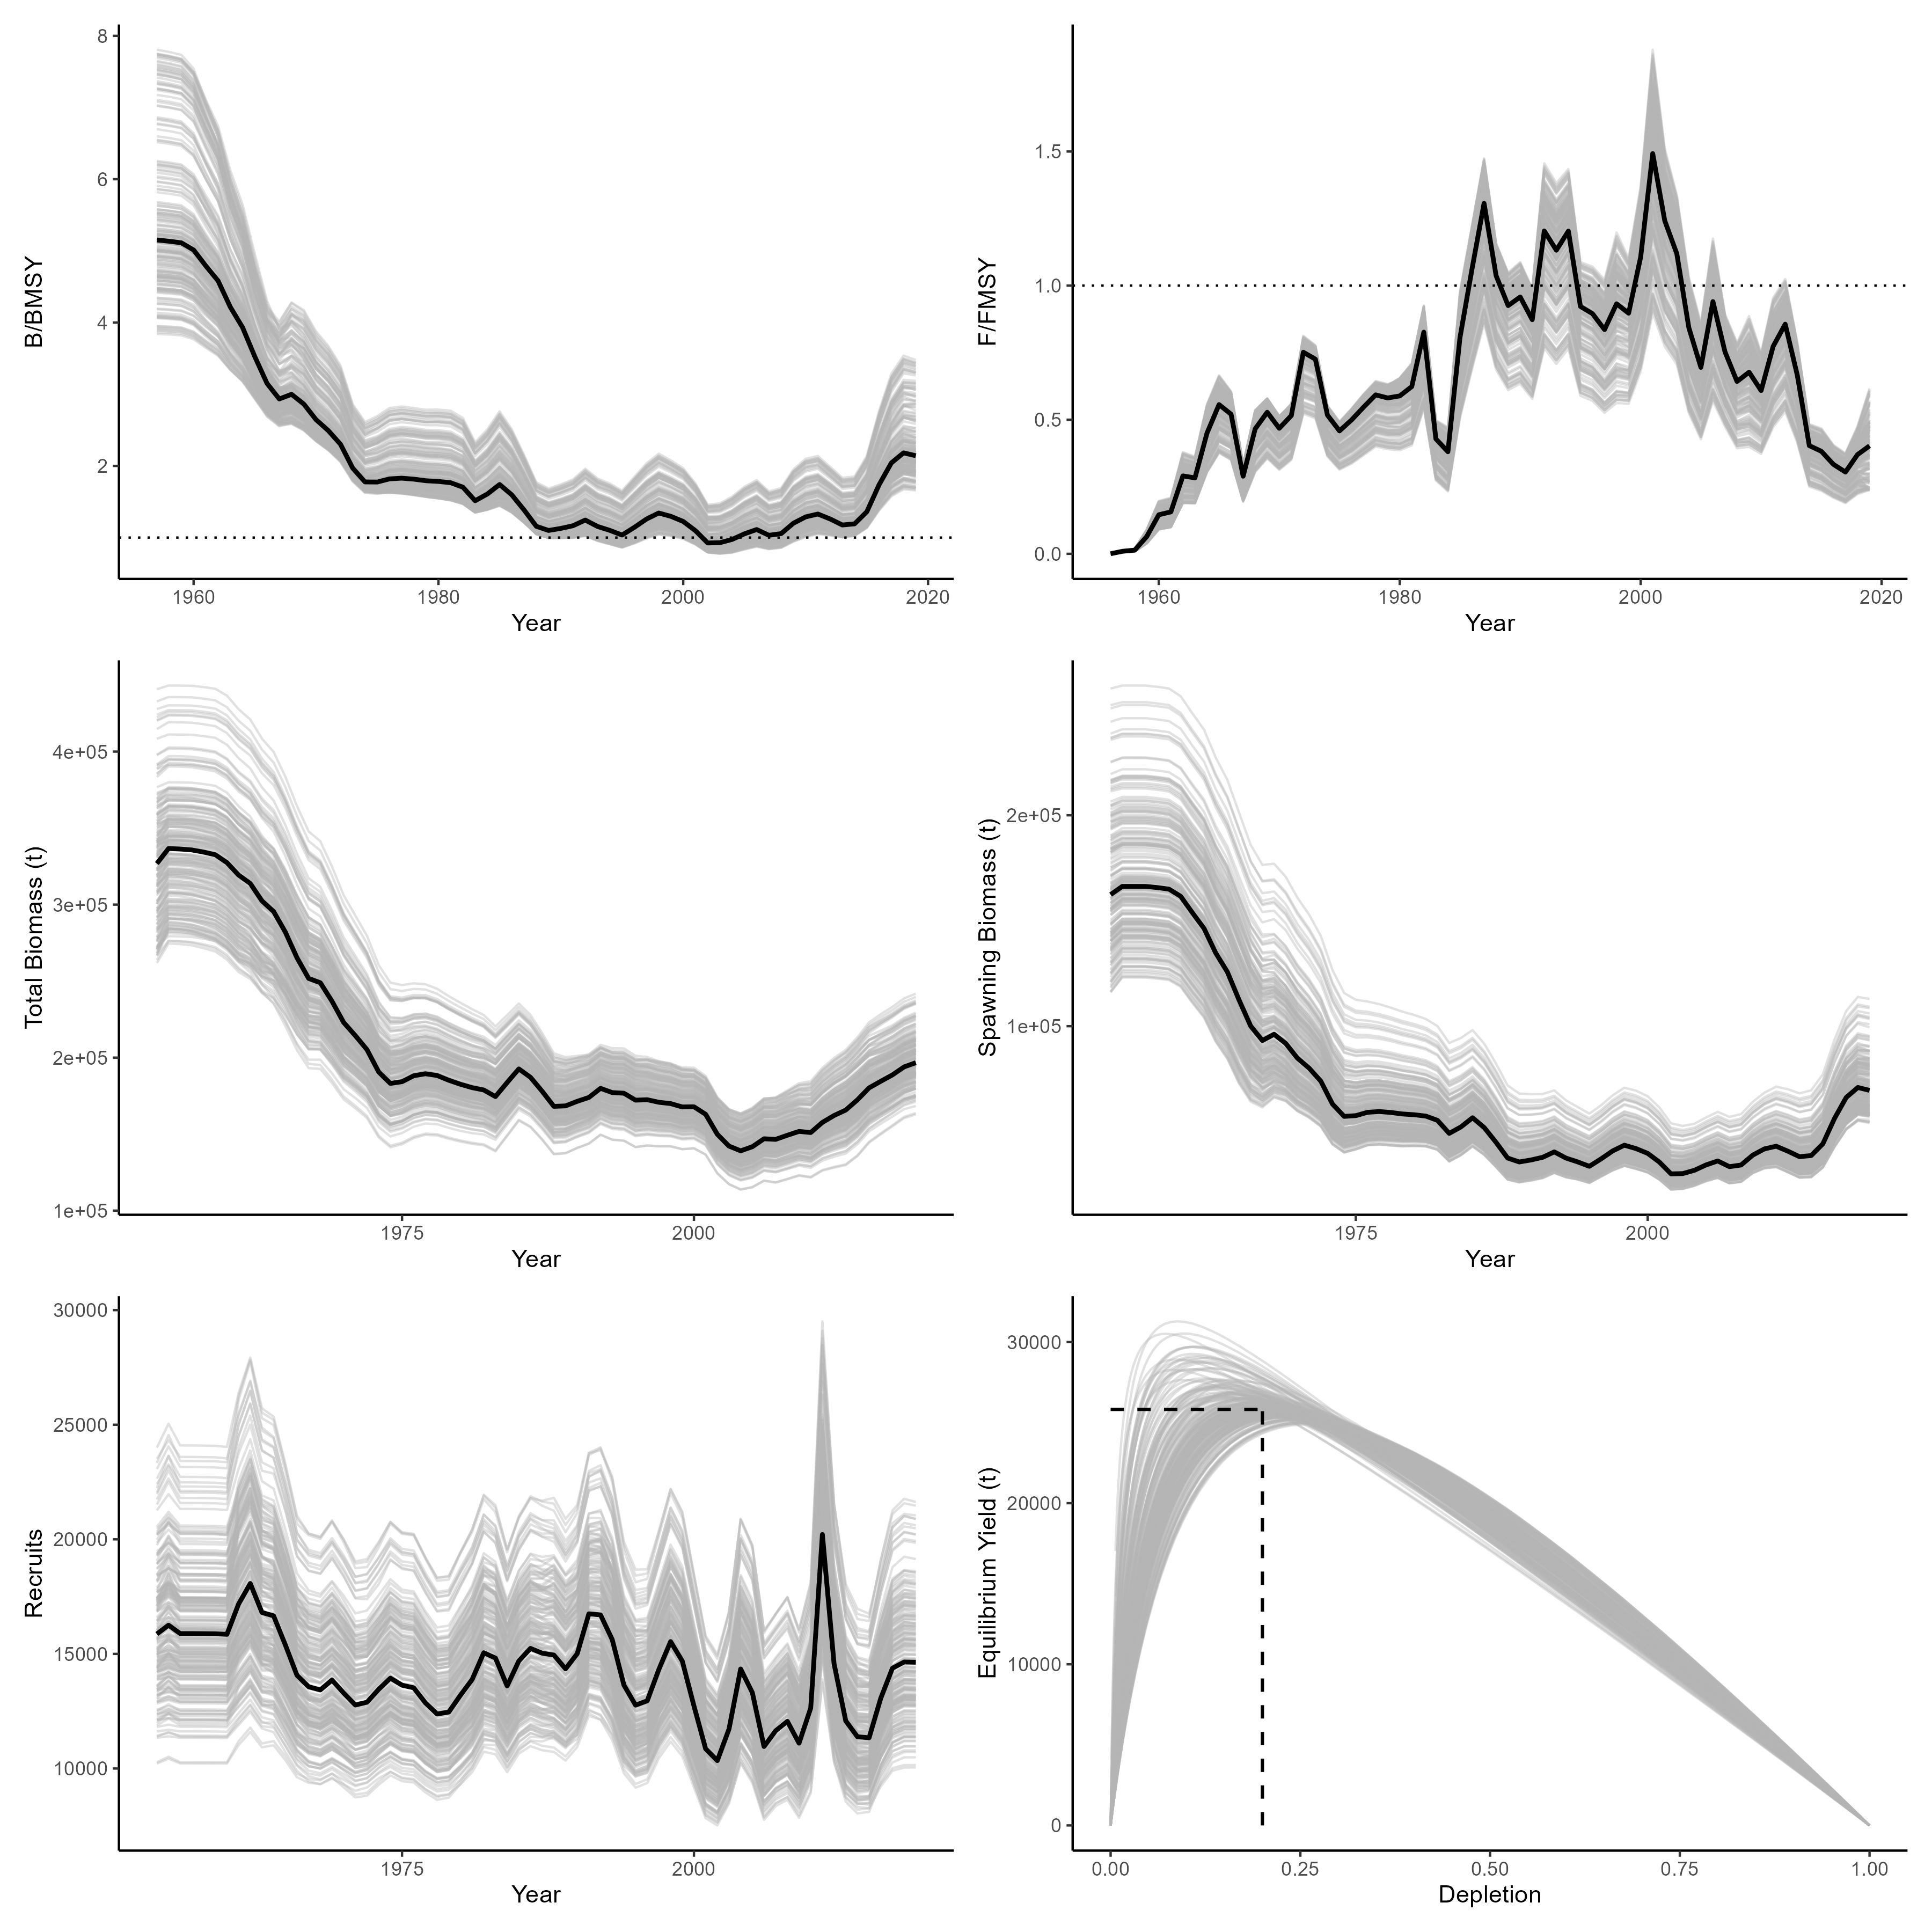 B/BMSY
8
6
4
2
1960
1980
2000
2020
Year
F/FMSY
1.5
1.0
0.5
0.0
1960
1980
2000
2020
Year
Total Biomass (t)
4e+05
3e+05
2e+05
1e+05
1975
2000
Year
Spawning Biomass (t)
2e+05
1e+05
1975
2000
Year
Recruits
30000
25000
20000
15000
10000
1975
2000
Year
Equilibrium Yield (t)
30000
20000
10000
0
0.00
0.25
0.50
0.75
1.00
Depletion